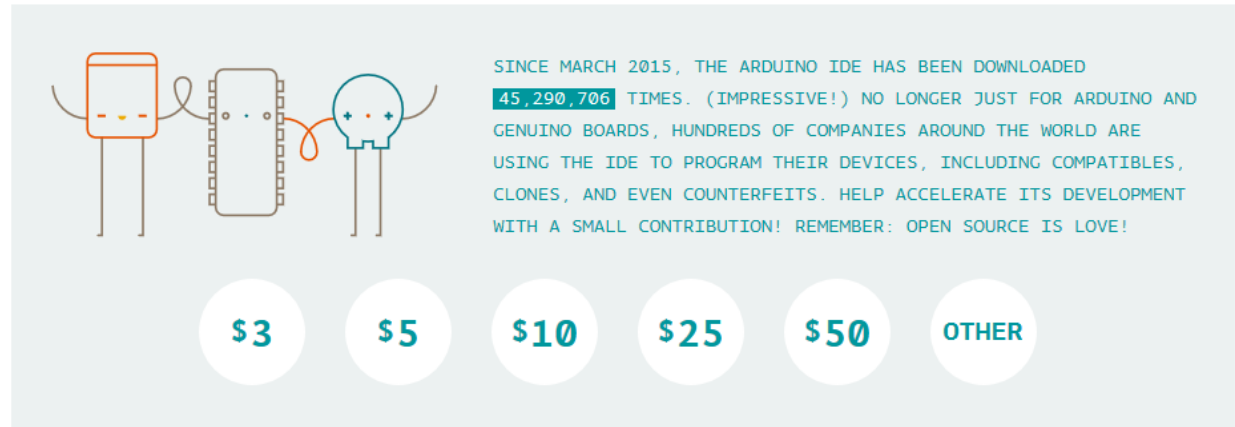 SINCE MARCH 2015, THE ARDUINO IDE HAS BEEN DOWNLOADED
45,290,706 TIMES. (IMPRESSIVE!) NO LONGER JUST FOR ARDUINO AND
GENUINO BOARDS, HUNDREDS OF COMPANIES AROUND THE WORLD ARE
USING THE IDE TO PROGRAM THEIR DEVICES, INCLUDING COMPATIBLES,
CLONES, AND EVEN COUNTERFEITS. HELP ACCELERATE ITS DEVELOPMENT
WITH A SMALL CONTRIBUTION! REMEMBER: OPEN SOURCE IS LOVE!
$3 $5 $10 $25 $50 OTHER